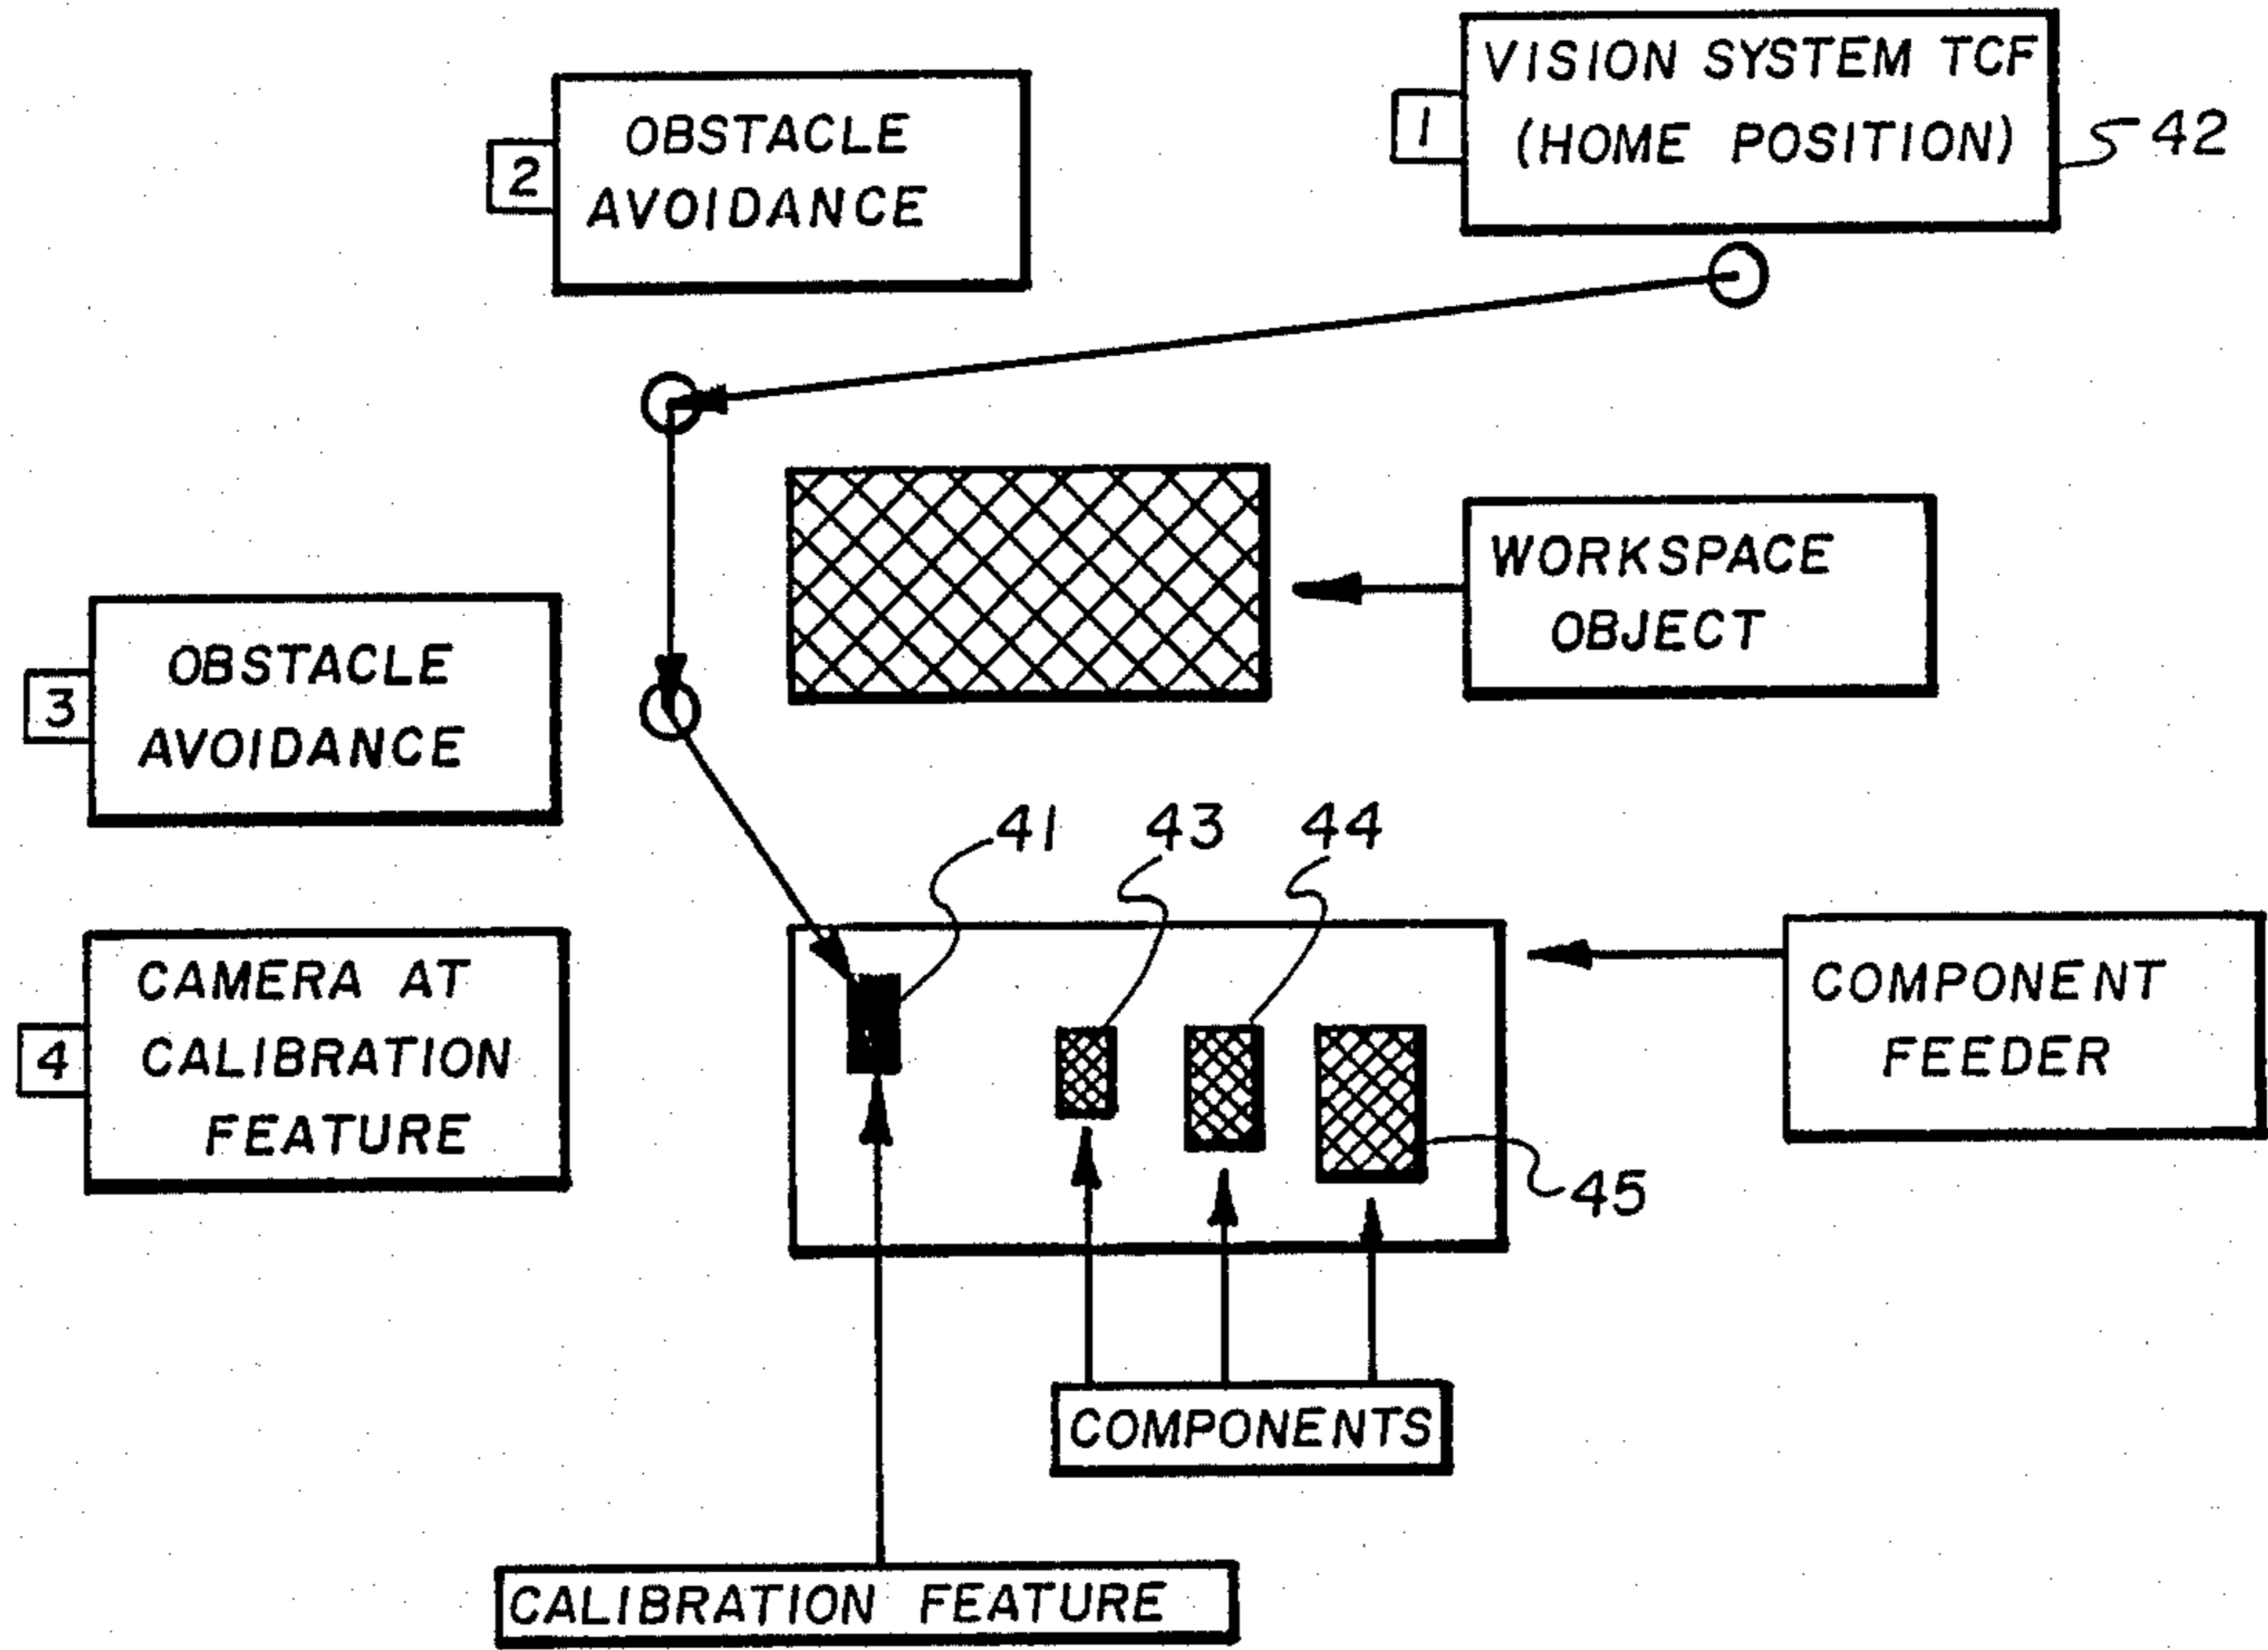 VISION SYSTEM TCF
(HOME POSITION)
1
42
OBSTACLE
AVOIDANCE
2
WORKSPACE
OBJECT
OBSTACLE
AVOIDANCE
3
41
43
44
CAMERA AT
CALIBRATION
FEATURE
4
COMPONENT
FEEDER
45
COMPONENTS
CALIBRATION FEATURE